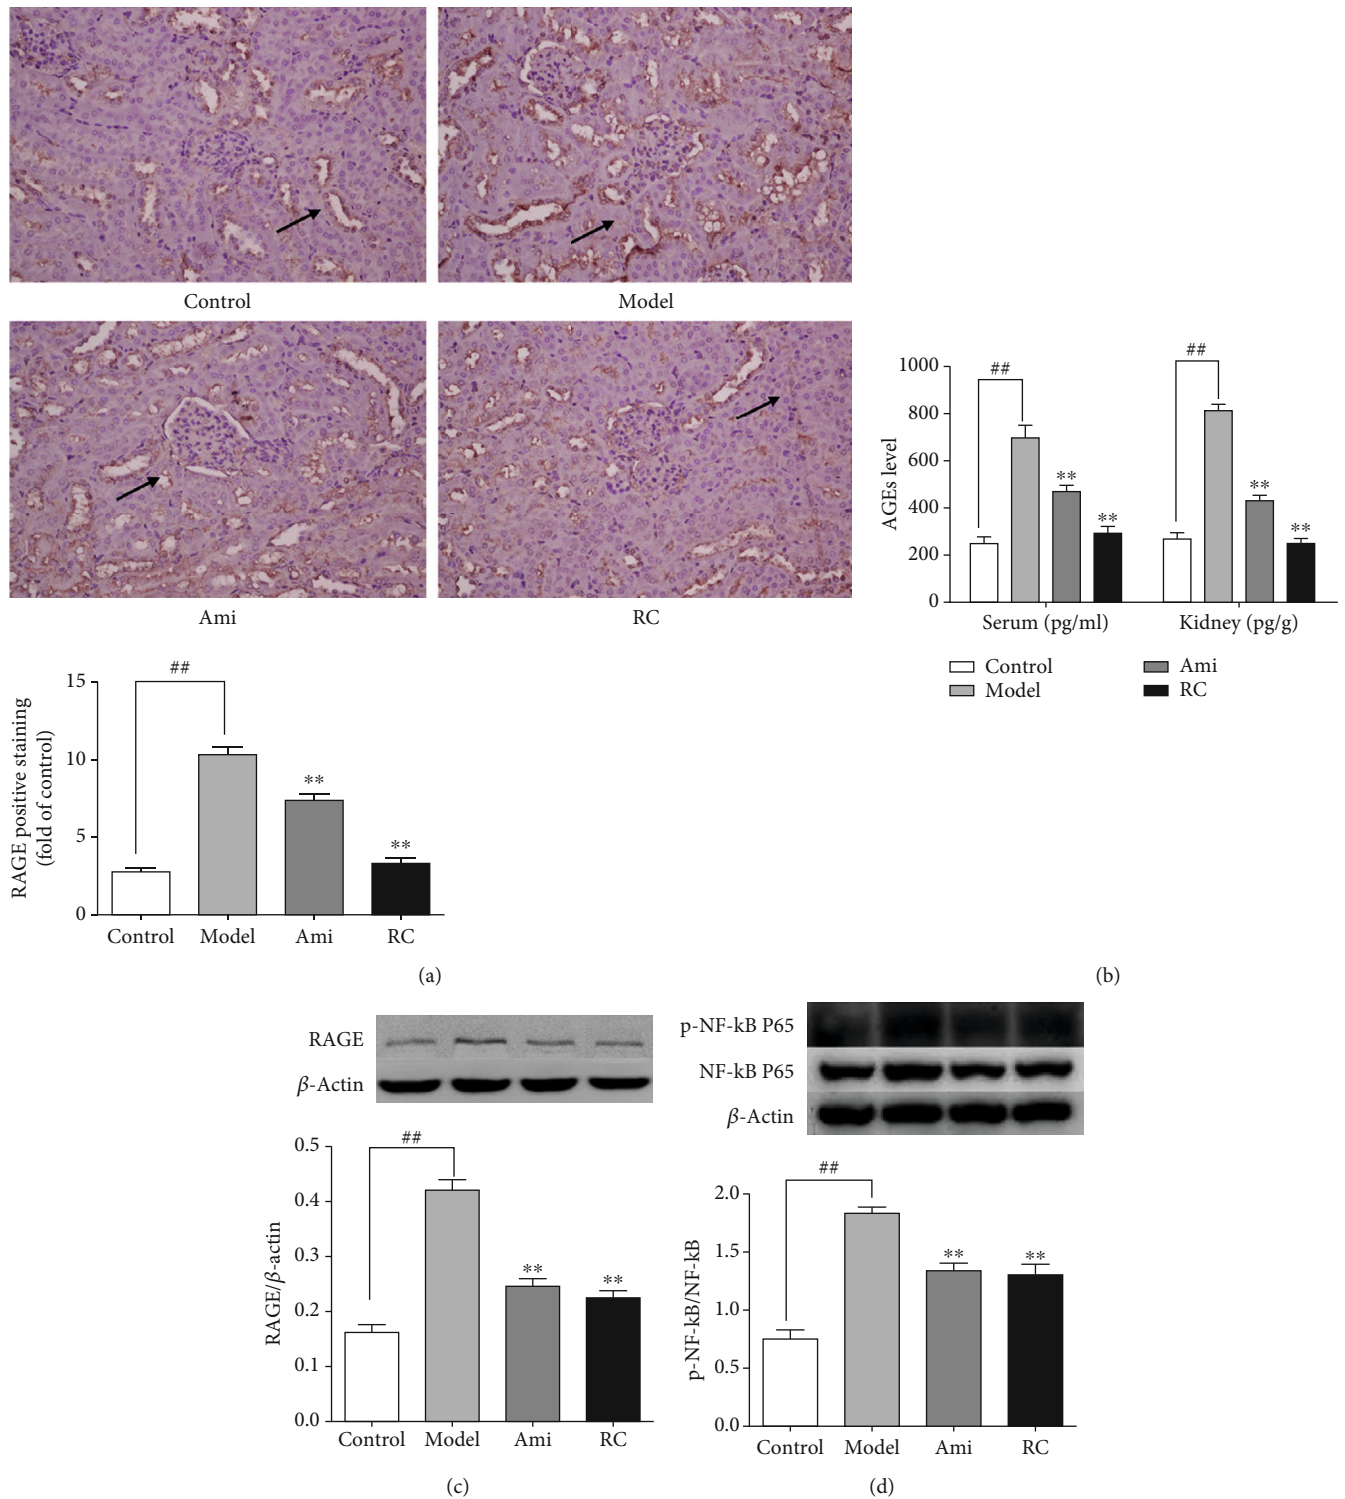 Control
Model
Ami
RC
RAGE positive staining
(fold of control)
15
10
5
0
##
**
**
Control
Model
Ami
RC
(a)
AGEs level
1000
800
600
400
200
0
##
**
**
##
**
**
Serum (pg/ml)
Kidney (pg/g)
Control
Model
Ami
RC
(b)
RAGE
β-Actin
RAGE/β-actin
0.5
0.4
0.3
0.2
0.1
0.0
##
**
**
Control
Model
Ami
RC
(c)
p-NF-kB P65
NF-kB P65
β-Actin
p-NF-kB/NF-kB
2.0
1.5
1.0
0.5
0.0
##
**
**
Control
Model
Ami
RC
(d)